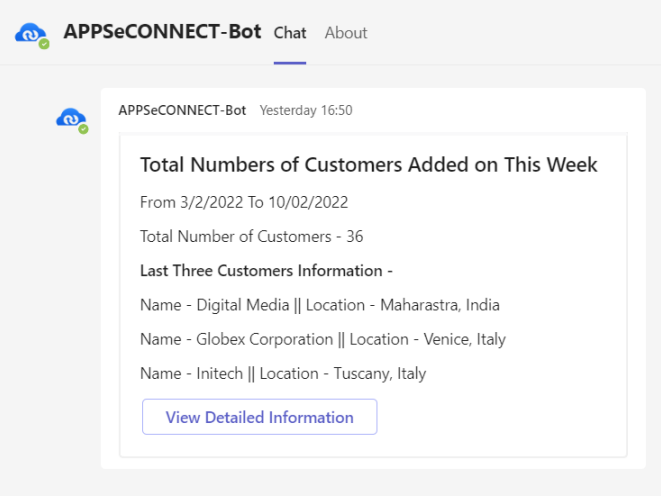 APPSeCONNECT-Bot Chat About
APPSeCONNECT-Bot Yesterday 16:50
Total Numbers of Customers Added on This Week
From 3/2/2022 To 10/02/2022
Total Number of Customers - 36
Last Three Customers Information -
Name - Digital Media || Location - Maharastra, India
Name - Globex Corporation || Location - Venice, Italy
Name - Initech || Location - Tuscany, Italy
View Detailed Information